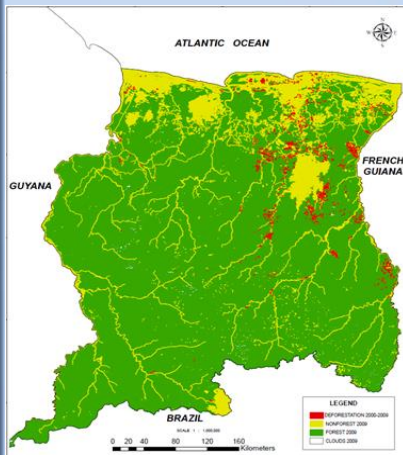 ATLANTIC OCEAN
GUYANA
FRENCH
GUIANA
BRAZIL
0 20 40 80 120 160
Kilometers
LEGEND
DEFORESTATION 2000-2009
NONFOREST 2009
FOREST 2009
CLOUDS 2009